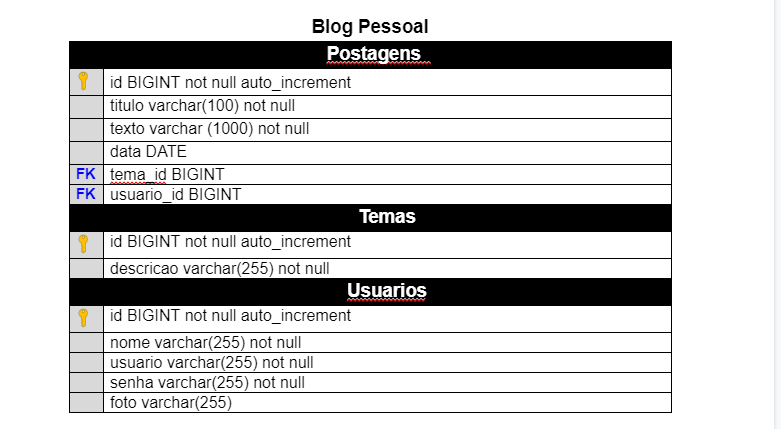 Blog Pessoal
Postagens
id BIGINT not null auto_increment
titulo varchar(100) not null
texto varchar (1000) not null
data DATE
FK tema_id BIGINT
FK usuario_id BIGINT
Temas
id BIGINT not null auto_increment
descricao varchar(255) not null
Usuarios
id BIGINT not null auto_increment
nome varchar(255) not null
usuario varchar(255) not null
senha varchar(255) not null
foto varchar(255)